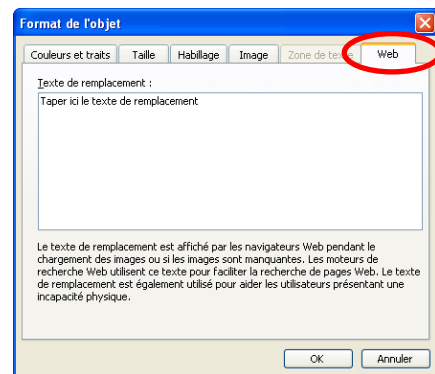 Format de l'objet
Couleurs et traits Taille Habillage Image Zone de texte Web
Texte de remplacement :
Taper ici le texte de remplacement
Le texte de remplacement est affiché par les navigateurs Web pendant le
chargement des images ou si les images sont manquantes. Les moteurs de
recherche Web utilisent ce texte pour faciliter la recherche de pages Web. Le texte
de remplacement est également utilisé pour aider les utilisateurs présentant une
incapacité physique.
OK Annuler